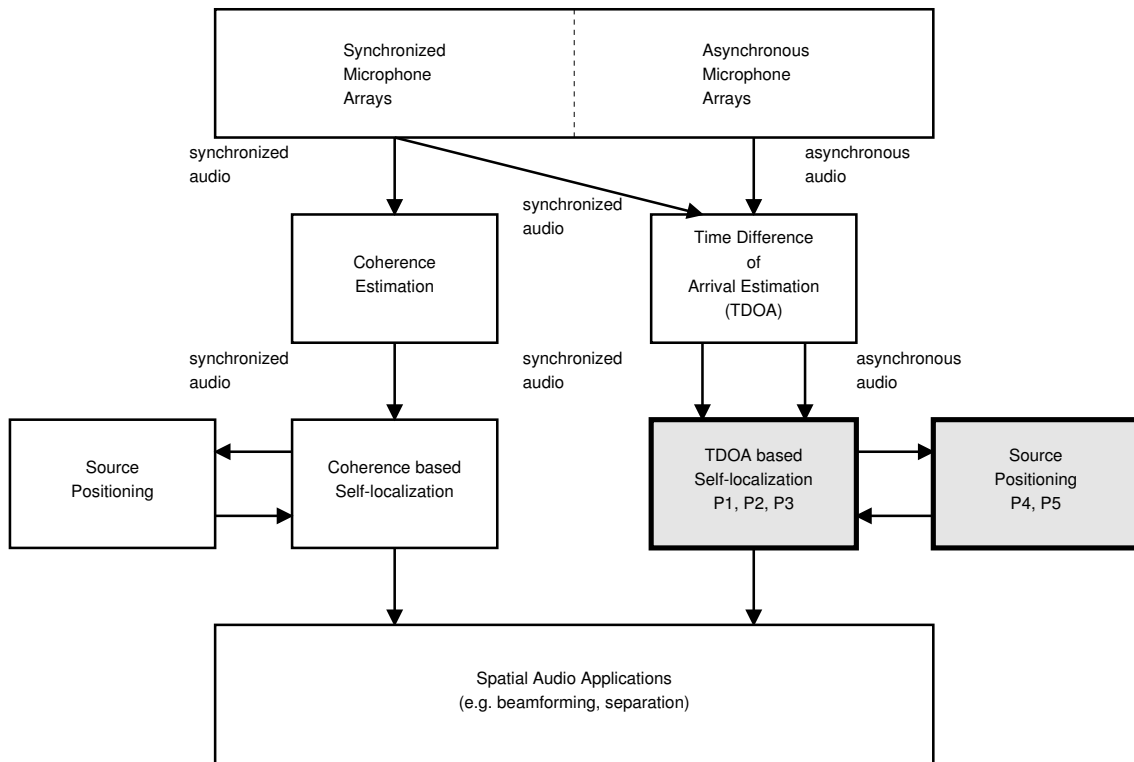 Synchronized
Microphone
Arrays
Asynchronous
Microphone
Arrays
synchronized
audio
synchronized
audio
asynchronous
audio
Coherence
Estimation
Time Difference
of
Arrival Estimation
(TDOA)
synchronized
audio
synchronized
audio
asynchronous
audio
Source
Positioning
Coherence based
Self-localization
TDOA based
Self-localization
P1, P2, P3
Source
Positioning
P4, P5
Spatial Audio Applications
(e.g. beamforming, separation)